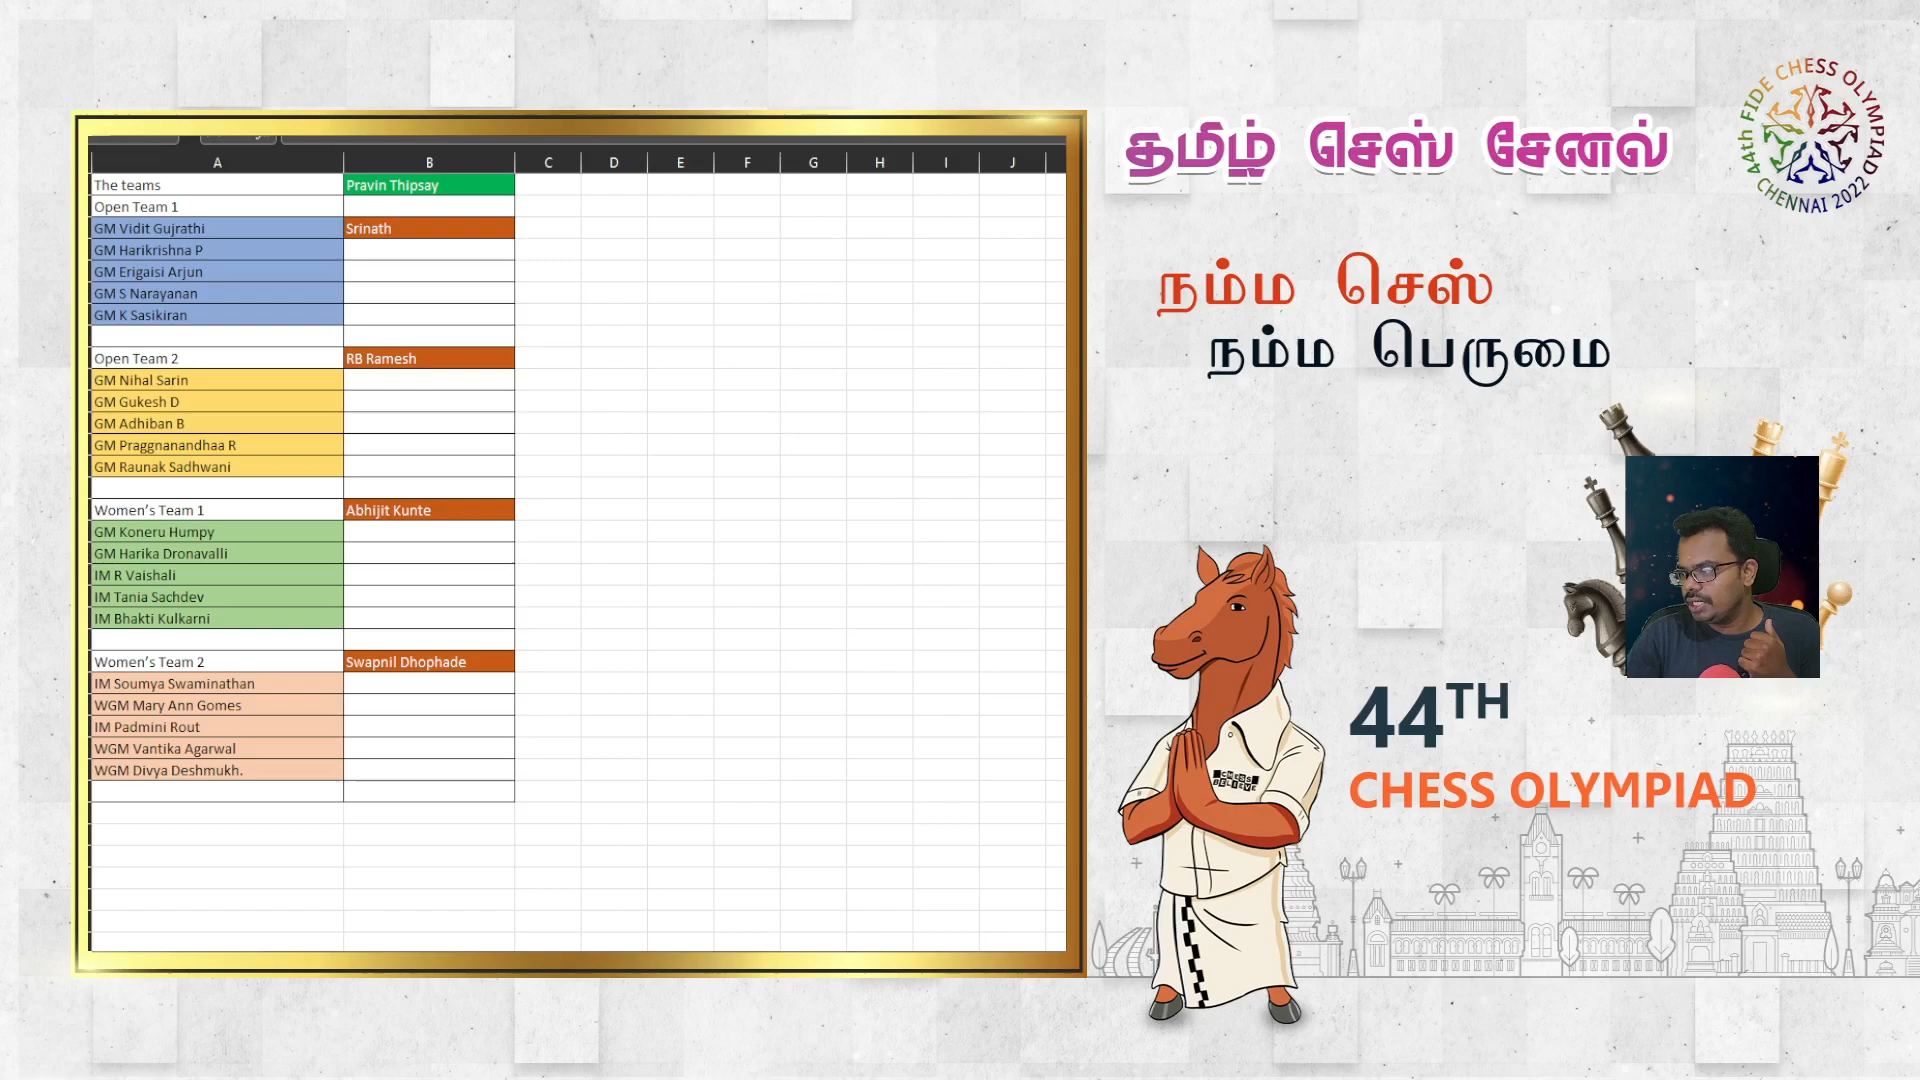 A B C D E F G H I J
The teams Pravin Thipsay
Open Team 1
GM Vidit Gujrathi Srinath
GM Harikrishna P
GM Erigaisi Arjun
GM S Narayanan
GM K Sasikiran
Open Team 2 RB Ramesh
GM Nihal Sarin
GM Gukesh D
GM Adhiban B
GM Praggnanandhaa R
GM Raunak Sadhwani
Women’s Team 1 Abhijit Kunte
GM Koneru Humpy
GM Harika Dronavalli
IM R Vaishali
IM Tania Sachdev
IM Bhakti Kulkarni
Women’s Team 2 Swapnil Dhophade
IM Soumya Swaminathan
WGM Mary Ann Gomes
IM Padmini Rout
WGM Vantika Agarwal
WGM Divya Deshmukh.
தமிழ் செஸ் சேனல்
44th FIDE CHESS OLYMPIAD
CHENNAI 2022
நம்ம செஸ்
நம்ம பெருமை
CHESS
BELIEVE
44TH
CHESS OLYMPIAD